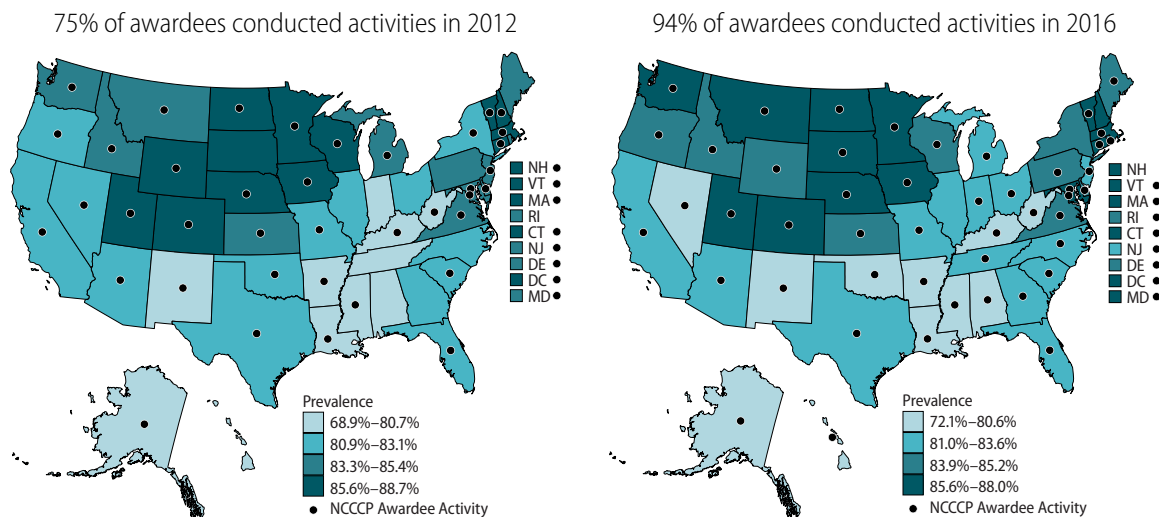 75% of awardees conducted activities in 2012
NH
VT
MA
RI
CT
NJ
DE
DC
MD
Prevalence
68.9%–80.7%
80.9%–83.1%
83.3%–85.4%
85.6%–88.7%
NCCCP Awardee Activity
94% of awardees conducted activities in 2016
NH
VT
MA
RI
CT
NJ
DE
DC
MD
Prevalence
72.1%–80.6%
81.0%–83.6%
83.9%–85.2%
85.6%–88.0%
NCCCP Awardee Activity